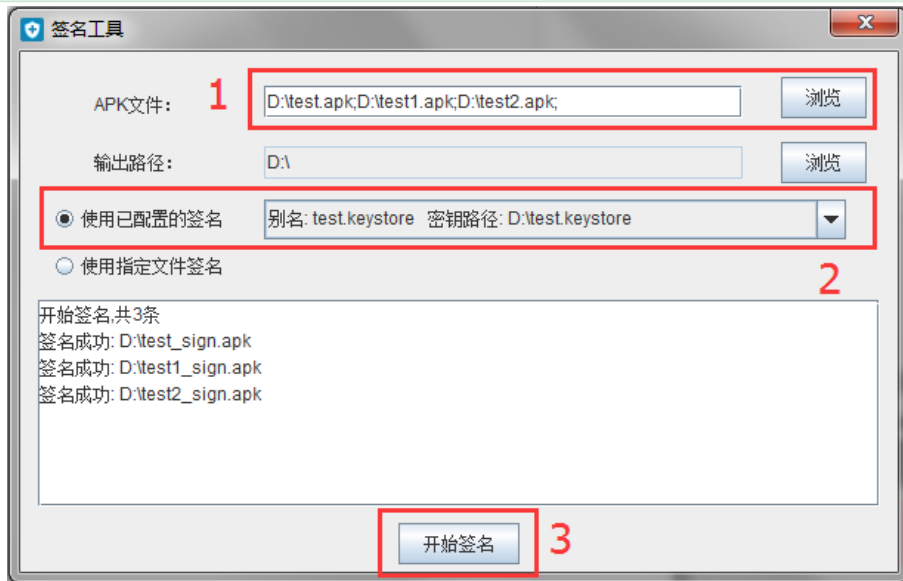 签名工具
APK文件: 1 D:\test.apk;D:\test1.apk;D:\test2.apk; 浏览
输出路径: D:\ 浏览
使用已配置的签名 别名: test.keystore 密钥路径: D:\test.keystore
使用指定文件签名 2
开始签名,共3条
签名成功: D:\test_sign.apk
签名成功: D:\test1_sign.apk
签名成功: D:\test2_sign.apk
开始签名 3